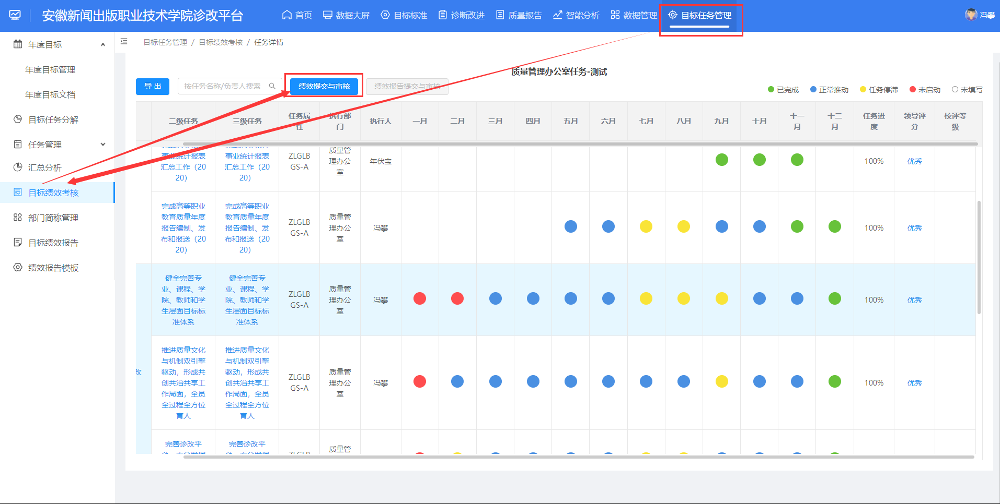 安徽新闻出版职业技术学院诊改平台
首页
数据大屏
目标标准
诊断改进
质量报告
智能分析
数据管理
目标任务管理
冯攀
年度目标
年度目标管理
年度目标文档
目标任务分解
任务管理
汇总分析
目标绩效考核
部门简称管理
目标绩效报告
绩效报告模板
目标任务管理 / 目标绩效考核 / 任务详情
质量管理办公室任务-测试
导 出
按任务名称/负责人搜索
绩效提交与审核
绩效报告提交与审核
已完成
正常推动
任务停滞
未启动
未填写
二级任务
三级任务
任务属
性
执行部
门
执行人
一月
二月
三月
四月
五月
六月
七月
八月
九月
十月
十一
月
十二
月
任务进
度
领导评
分
校评等
级
事业统计报表
汇总工作（20
20）
事业统计报表
汇总工作（20
20）
ZLGLB
GS-A
质量管
理办公
室
年伏宝
100%
优秀
完成高等职业
教育质量年度
报告编制、发
布和报送（20
20）
完成高等职业
教育质量年度
报告编制、发
布和报送（20
20）
ZLGLB
GS-A
质量管
理办公
室
冯攀
100%
优秀
健全完善专
业、课程、学
院、教师和学
生层面目标标
准体系
健全完善专
业、课程、学
院、教师和学
生层面目标标
准体系
ZLGLB
GS-A
质量管
理办公
室
冯攀
100%
优秀
改
推进质量文化
与机制双引擎
驱动，形成共
创共治共享工
作局面，全员
全过程全方位
育人
推进质量文化
与机制双引擎
驱动，形成共
创共治共享工
作局面，全员
全过程全方位
育人
ZLGLB
GS-A
质量管
理办公
室
冯攀
100%
优秀
完善诊改平
完善诊改平
质量管